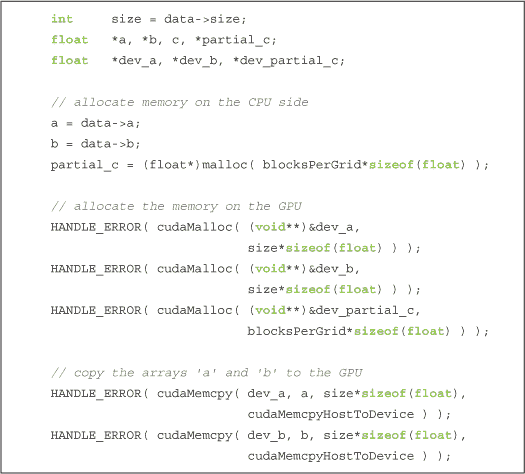 int     size = data->size;
float   *a, *b, c, *partial_c;
float   *dev_a, *dev_b, *dev_partial_c;
// allocate memory on the CPU side
a = data->a;
b = data->b;
partial_c = (float*)malloc( blocksPerGrid*sizeof(float) );
// allocate the memory on the GPU
HANDLE_ERROR( cudaMalloc( (void**)&dev_a,
                          size*sizeof(float) ) );
HANDLE_ERROR( cudaMalloc( (void**)&dev_b,
                          size*sizeof(float) ) );
HANDLE_ERROR( cudaMalloc( (void**)&dev_partial_c,
                          blocksPerGrid*sizeof(float) ) );
// copy the arrays 'a' and 'b' to the GPU
HANDLE_ERROR( cudaMemcpy( dev_a, a, size*sizeof(float),
                          cudaMemcpyHostToDevice ) );
HANDLE_ERROR( cudaMemcpy( dev_b, b, size*sizeof(float),
                          cudaMemcpyHostToDevice ) );